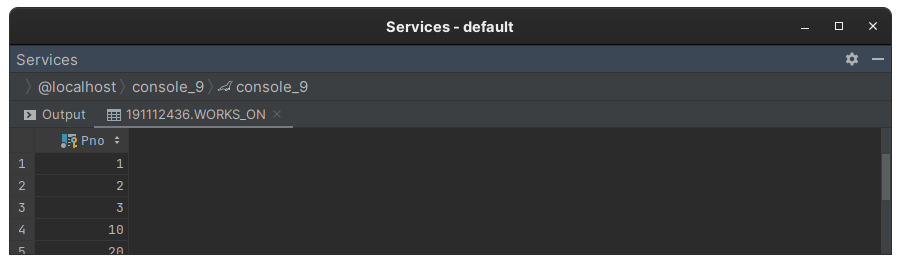 Services - default
Services
@localhost console_9 console_9
Output 191112436.WORKS_ON
Pno
1 1
2 2
3 3
4 10
5 20